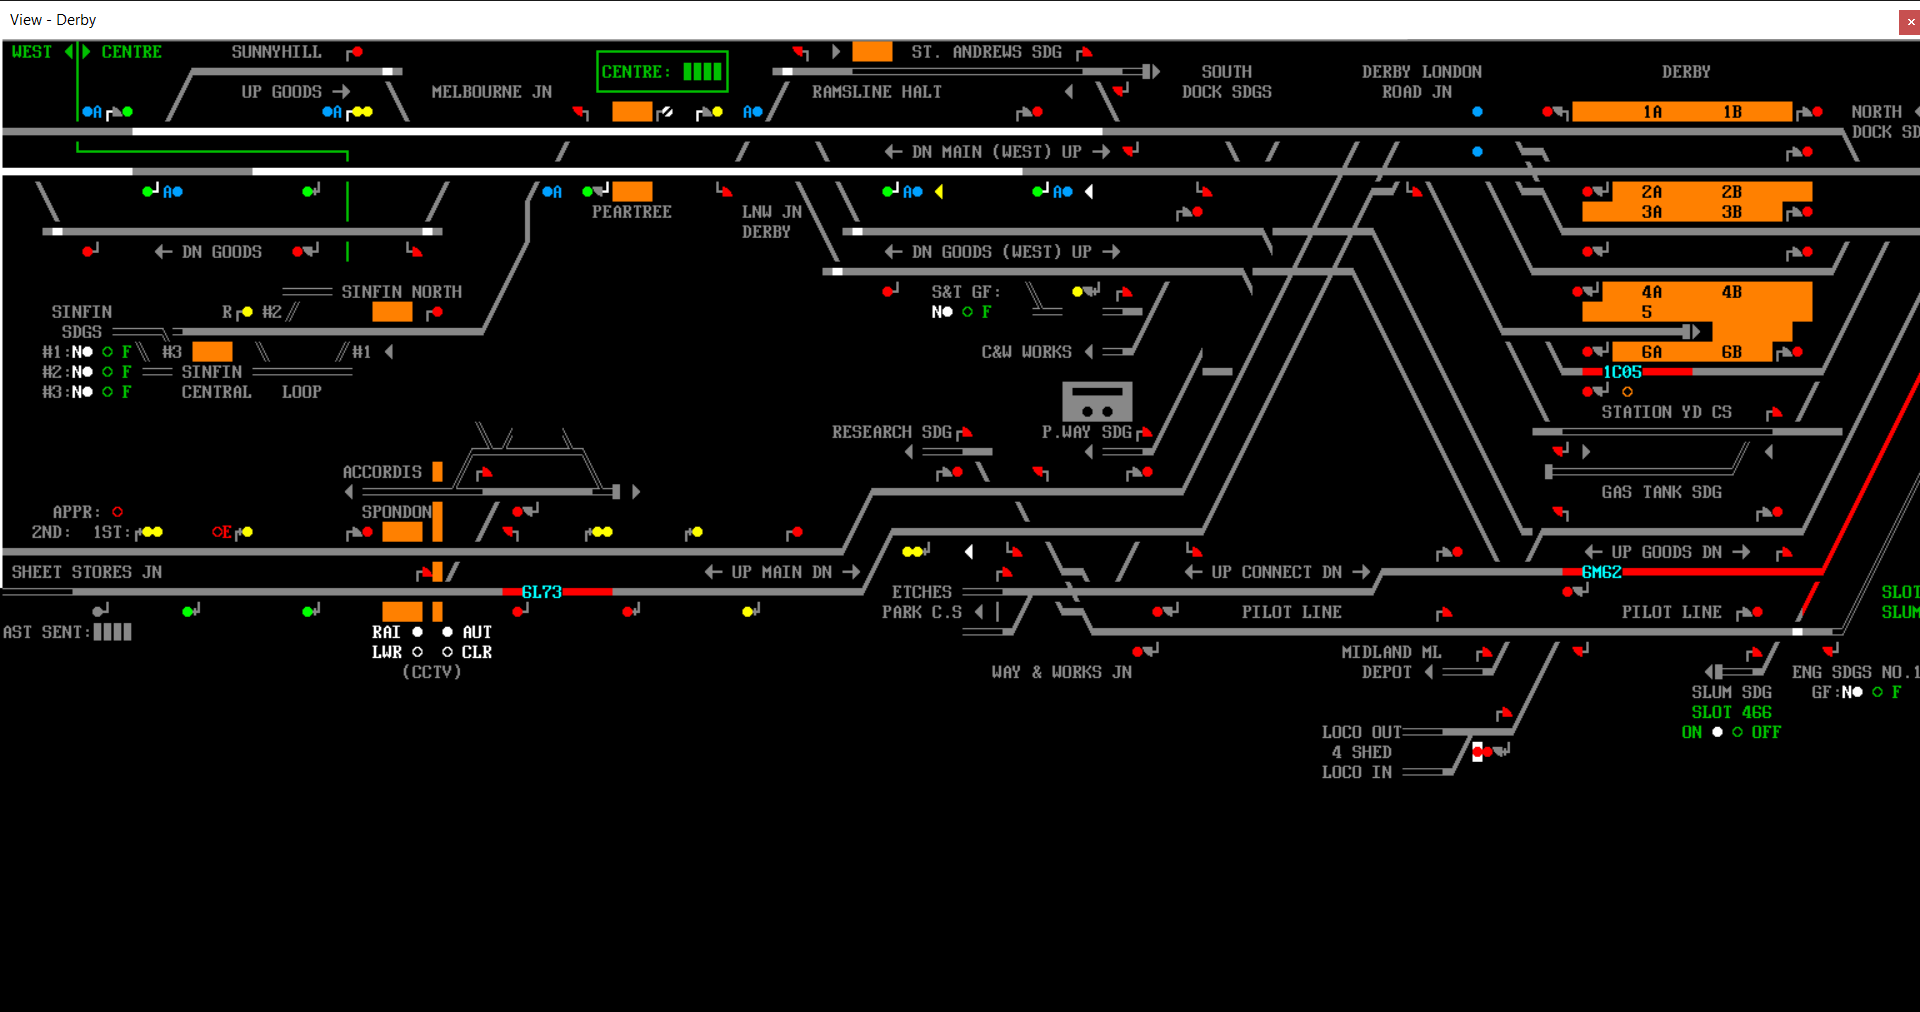 View - Derby
WEST CENTRE SUNNYHILL ST. ANDREWS SDG
CENTRE: SOUTH DERBY LONDON DERBY
UP GOODS → MELBOURNE JN RAMSLINE HALT DOCK SDGS ROAD JN
A A A 1A 1B NORTH
DOCK SD
← DN MAIN (WEST) UP →
A A A A 2A 2B
PEARTREE LNW JN 3A 3B
DERBY
← DN GOODS ← DN GOODS (WEST) UP →
SINFIN NORTH S&T GF: 4A 4B
SINFIN R #2 N F 5
SDGS
#1:N F #3 #1 C&W WORKS 6A 6B
#2:N F SINFIN 1C05
#3:N F CENTRAL LOOP
STATION YD CS
RESEARCH SDG P.WAY SDG
ACCORDIS
GAS TANK SDG
APPR: SPONDON
2ND: 1ST: E
← UP GOODS DN →
SHEET STORES JN ← UP MAIN DN → ← UP CONNECT DN → 6M62
6L73 ETCHES SLOT
PARK C.S PILOT LINE PILOT LINE SLUM
AST SENT: RAI AUT
LWR CLR MIDLAND ML
(CCTV) WAY & WORKS JN DEPOT ENG SDGS NO.1
SLUM SDG GF:N F
SLOT 466
LOCO OUT ON OFF
4 SHED
LOCO IN